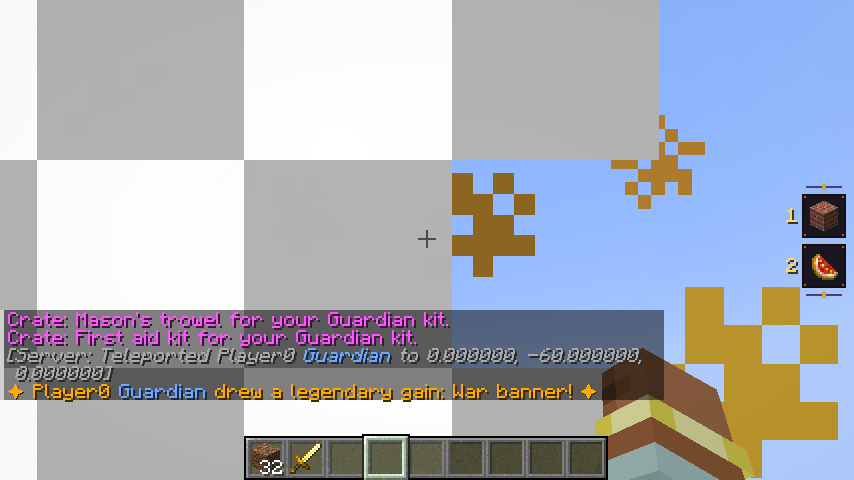 1
2
Crate: Mason's trowel for your Guardian kit.
Crate: First aid kit for your Guardian kit.
[Server: Teleported Player0 Guardian to 0.000000, -60.000000,
0.000000]
✦ Player0 Guardian drew a legendary gain: War banner! ✦
32